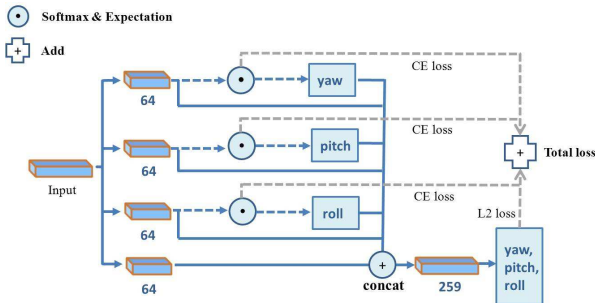 Softmax & Expectation
+ Add
yaw
CE loss
64
pitch
CE loss
64
+ Total loss
Input
roll
CE loss
64
L2 loss
+
concat
64
259
yaw,
pitch,
roll